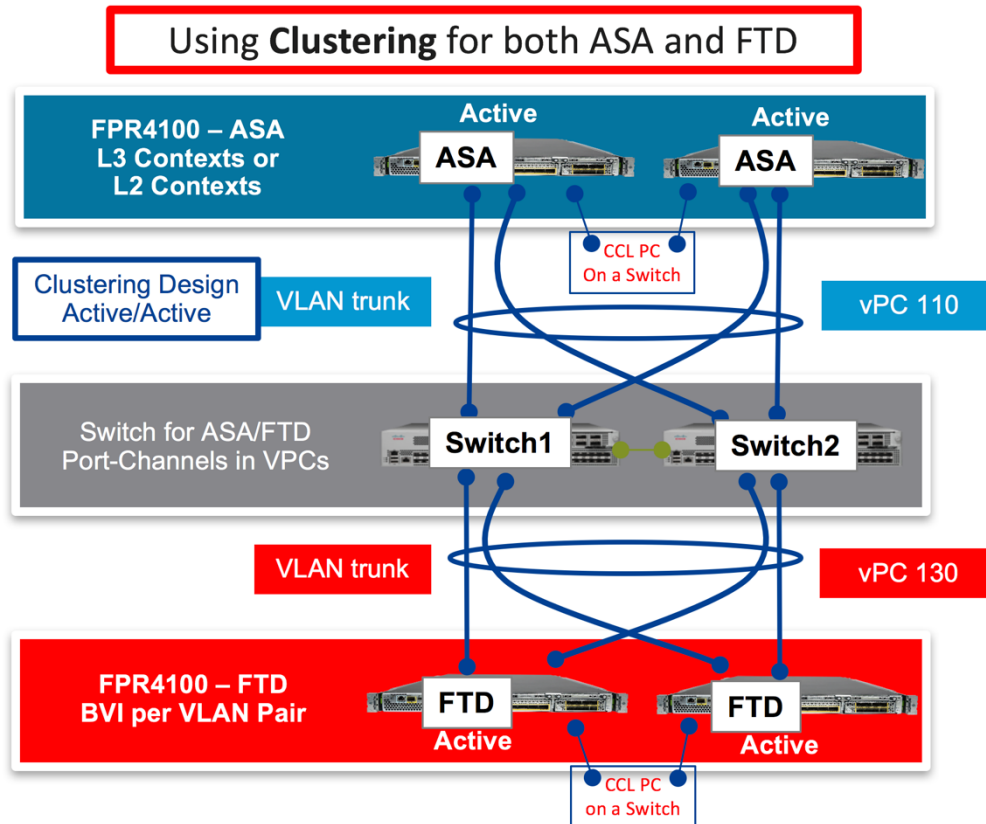 Using Clustering for both ASA and FTD
FPR4100 – ASA
L3 Contexts or
L2 Contexts
Active
ASA
Active
ASA
CCL PC
On a Switch
Clustering Design
Active/Active
VLAN trunk
vPC 110
Switch for ASA/FTD
Port-Channels in VPCs
Switch1
Switch2
VLAN trunk
vPC 130
FPR4100 – FTD
BVI per VLAN Pair
FTD
Active
FTD
Active
CCL PC
on a Switch